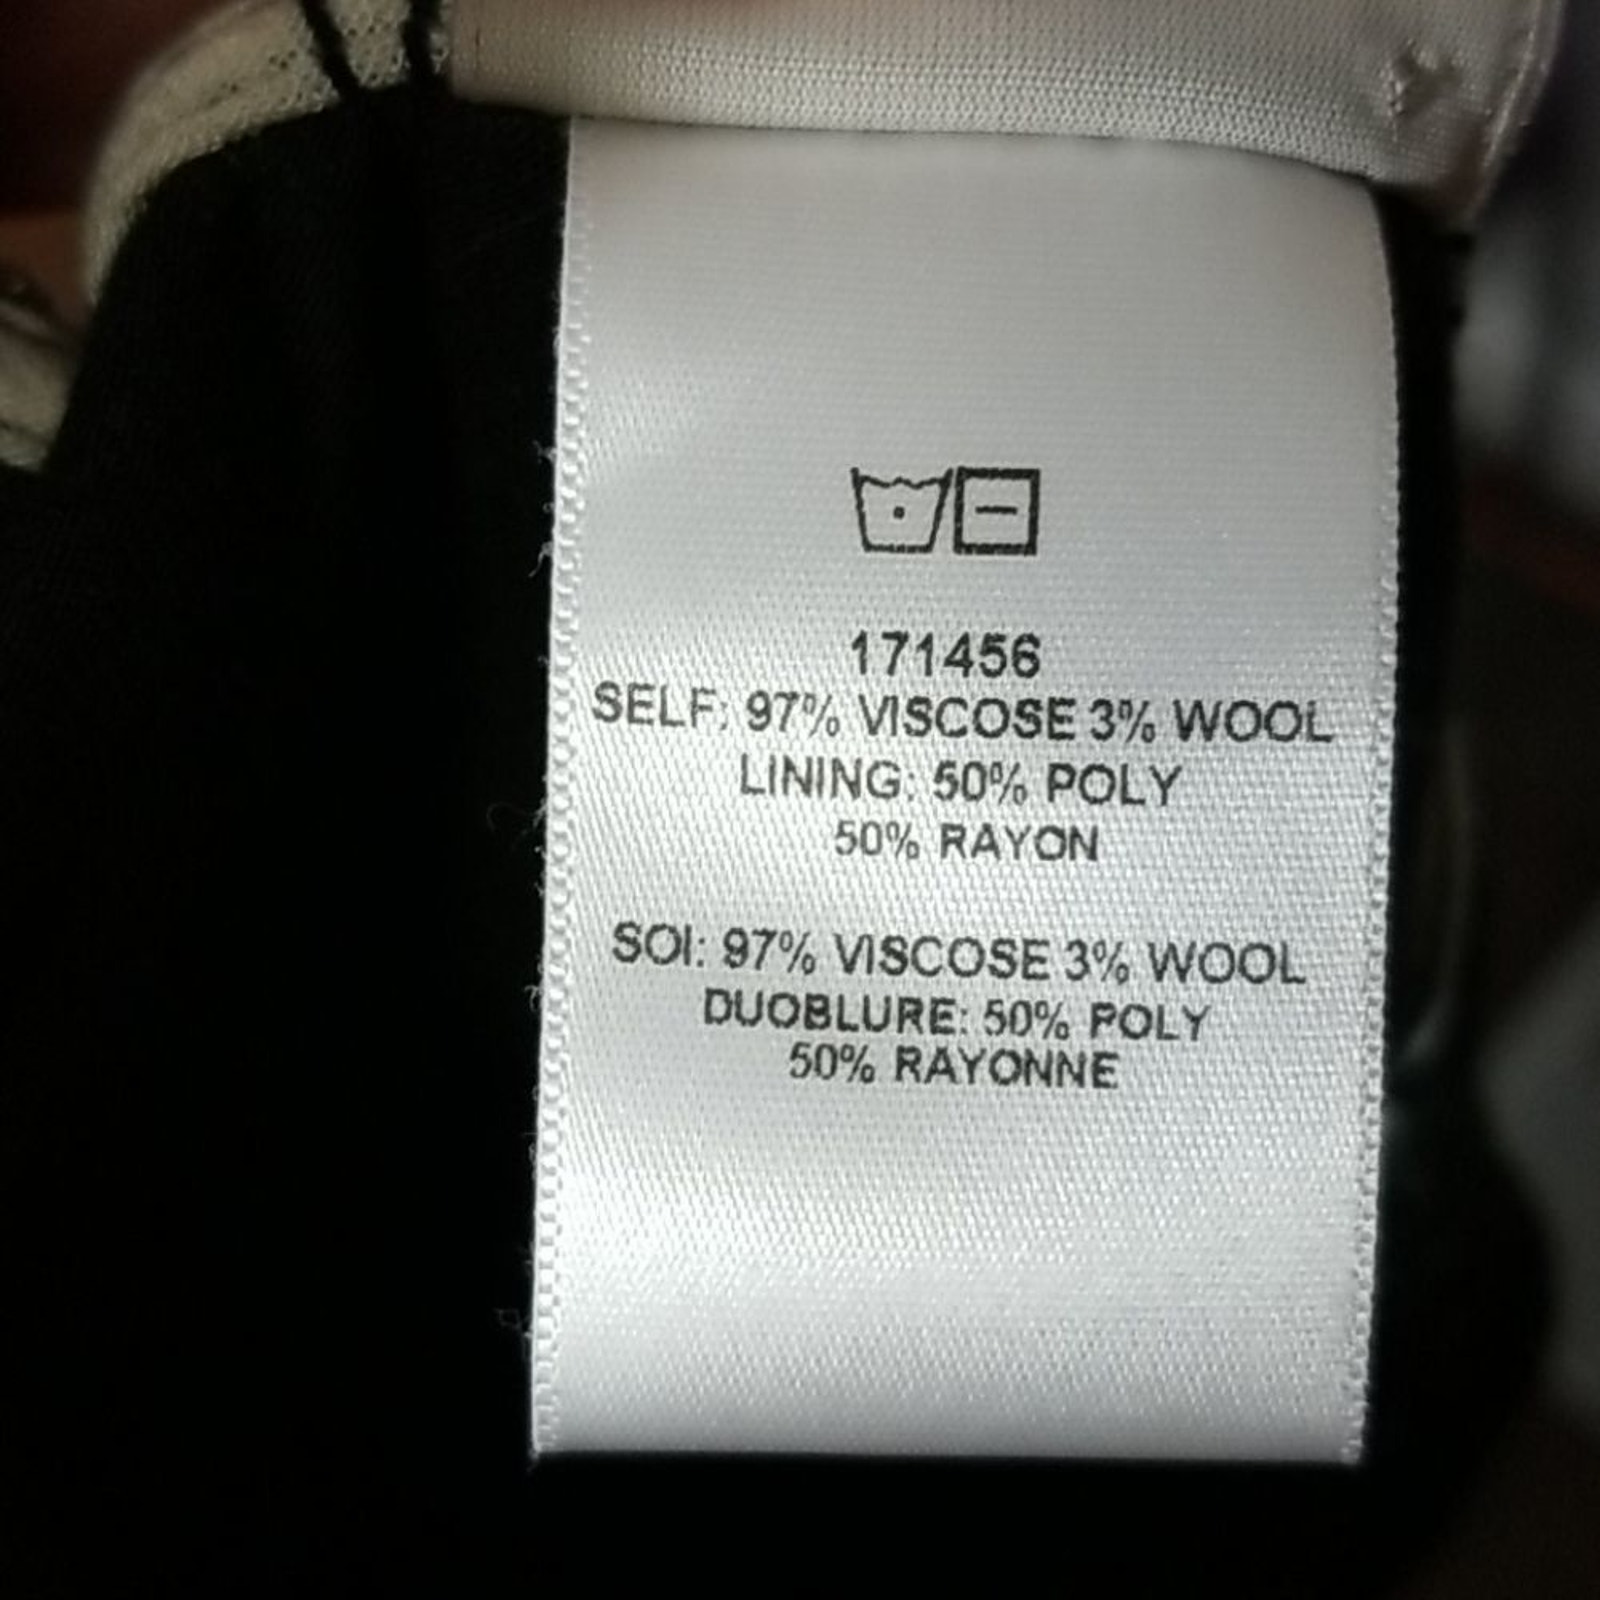 171456
SELF: 97% VISCOSE 3% WOOL
LINING: 50% POLY
50% RAYON
SOI: 97% VISCOSE 3% WOOL
DUOBLURE: 50% POLY
50% RAYONNE